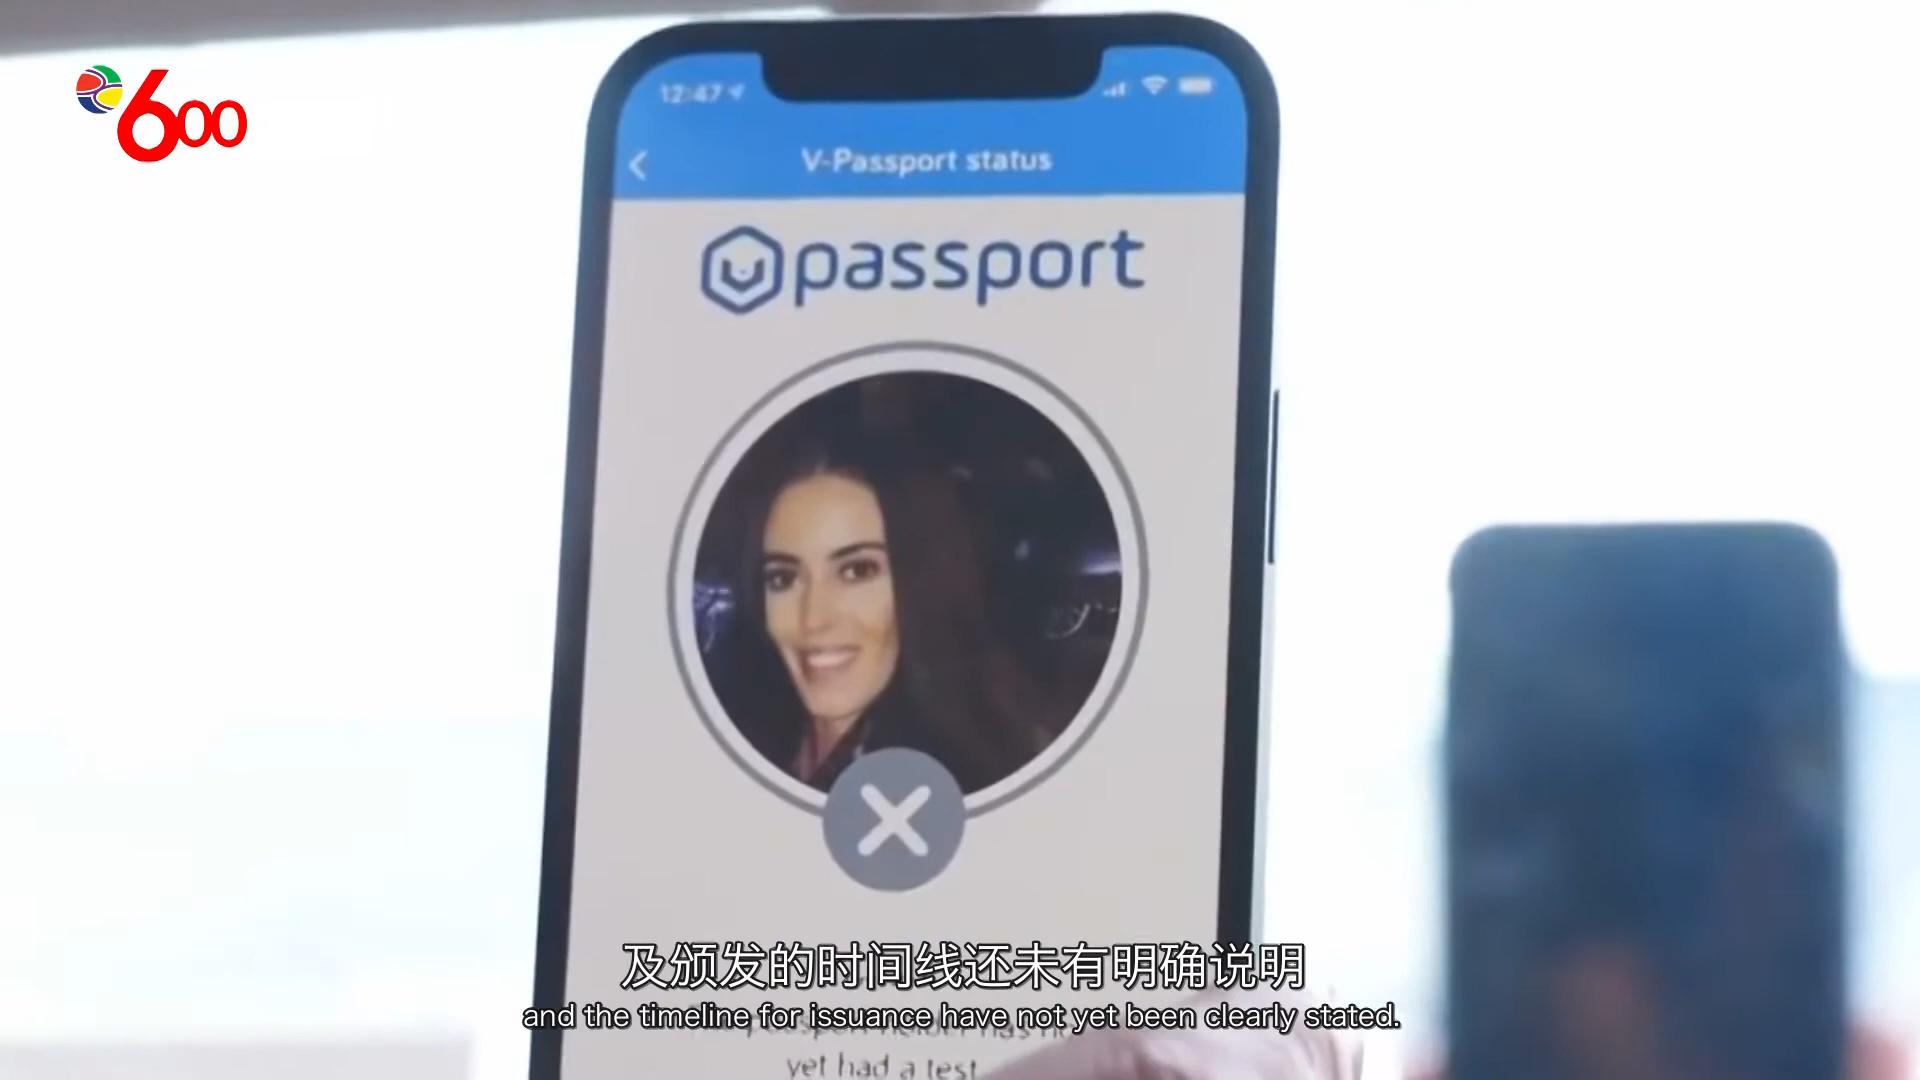 600
12:47
V-Passport status
passport
及颁发的时间线还未有明确说明
and the timeline for issuance have not yet been clearly stated.
yet had a test